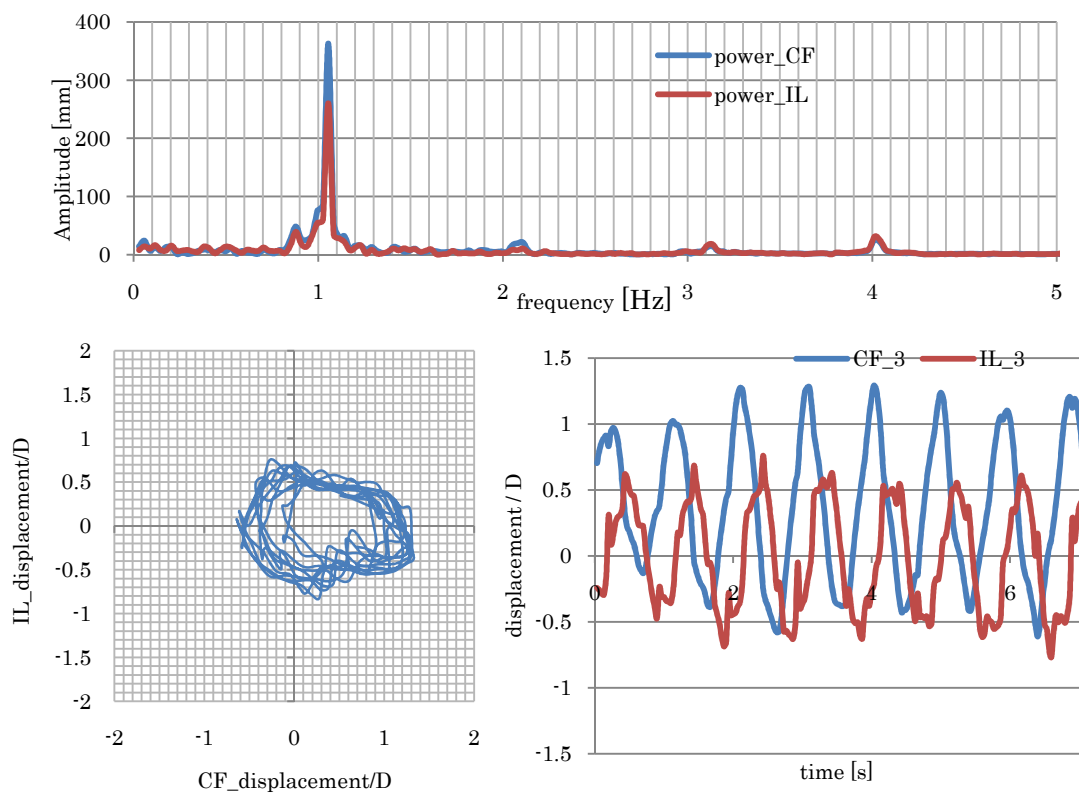 400
300
200
100
0
Amplitude [mm]
power_CF
power_IL
0 1 2 3 4 5
frequency [Hz]
2
1.5
1
0.5
0
-0.5
-1
-1.5
-2
IL_displacement/D
-2 -1 0 1 2
CF_displacement/D
1.5
1
0.5
0
-0.5
-1
-1.5
displacement / D
CF_3 IL_3
0 2 4 6
time [s]